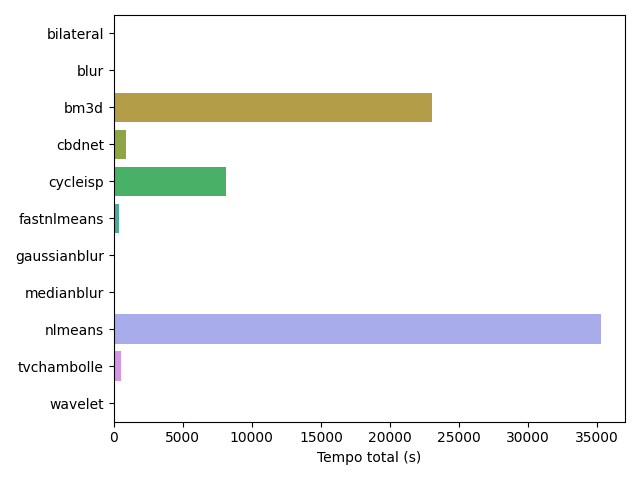 bilateral
blur
bm3d
cbdnet
cycleisp
fastnlmeans
gaussianblur
medianblur
nlmeans
tvchambolle
wavelet
0 5000 10000 15000 20000 25000 30000 35000
Tempo total (s)